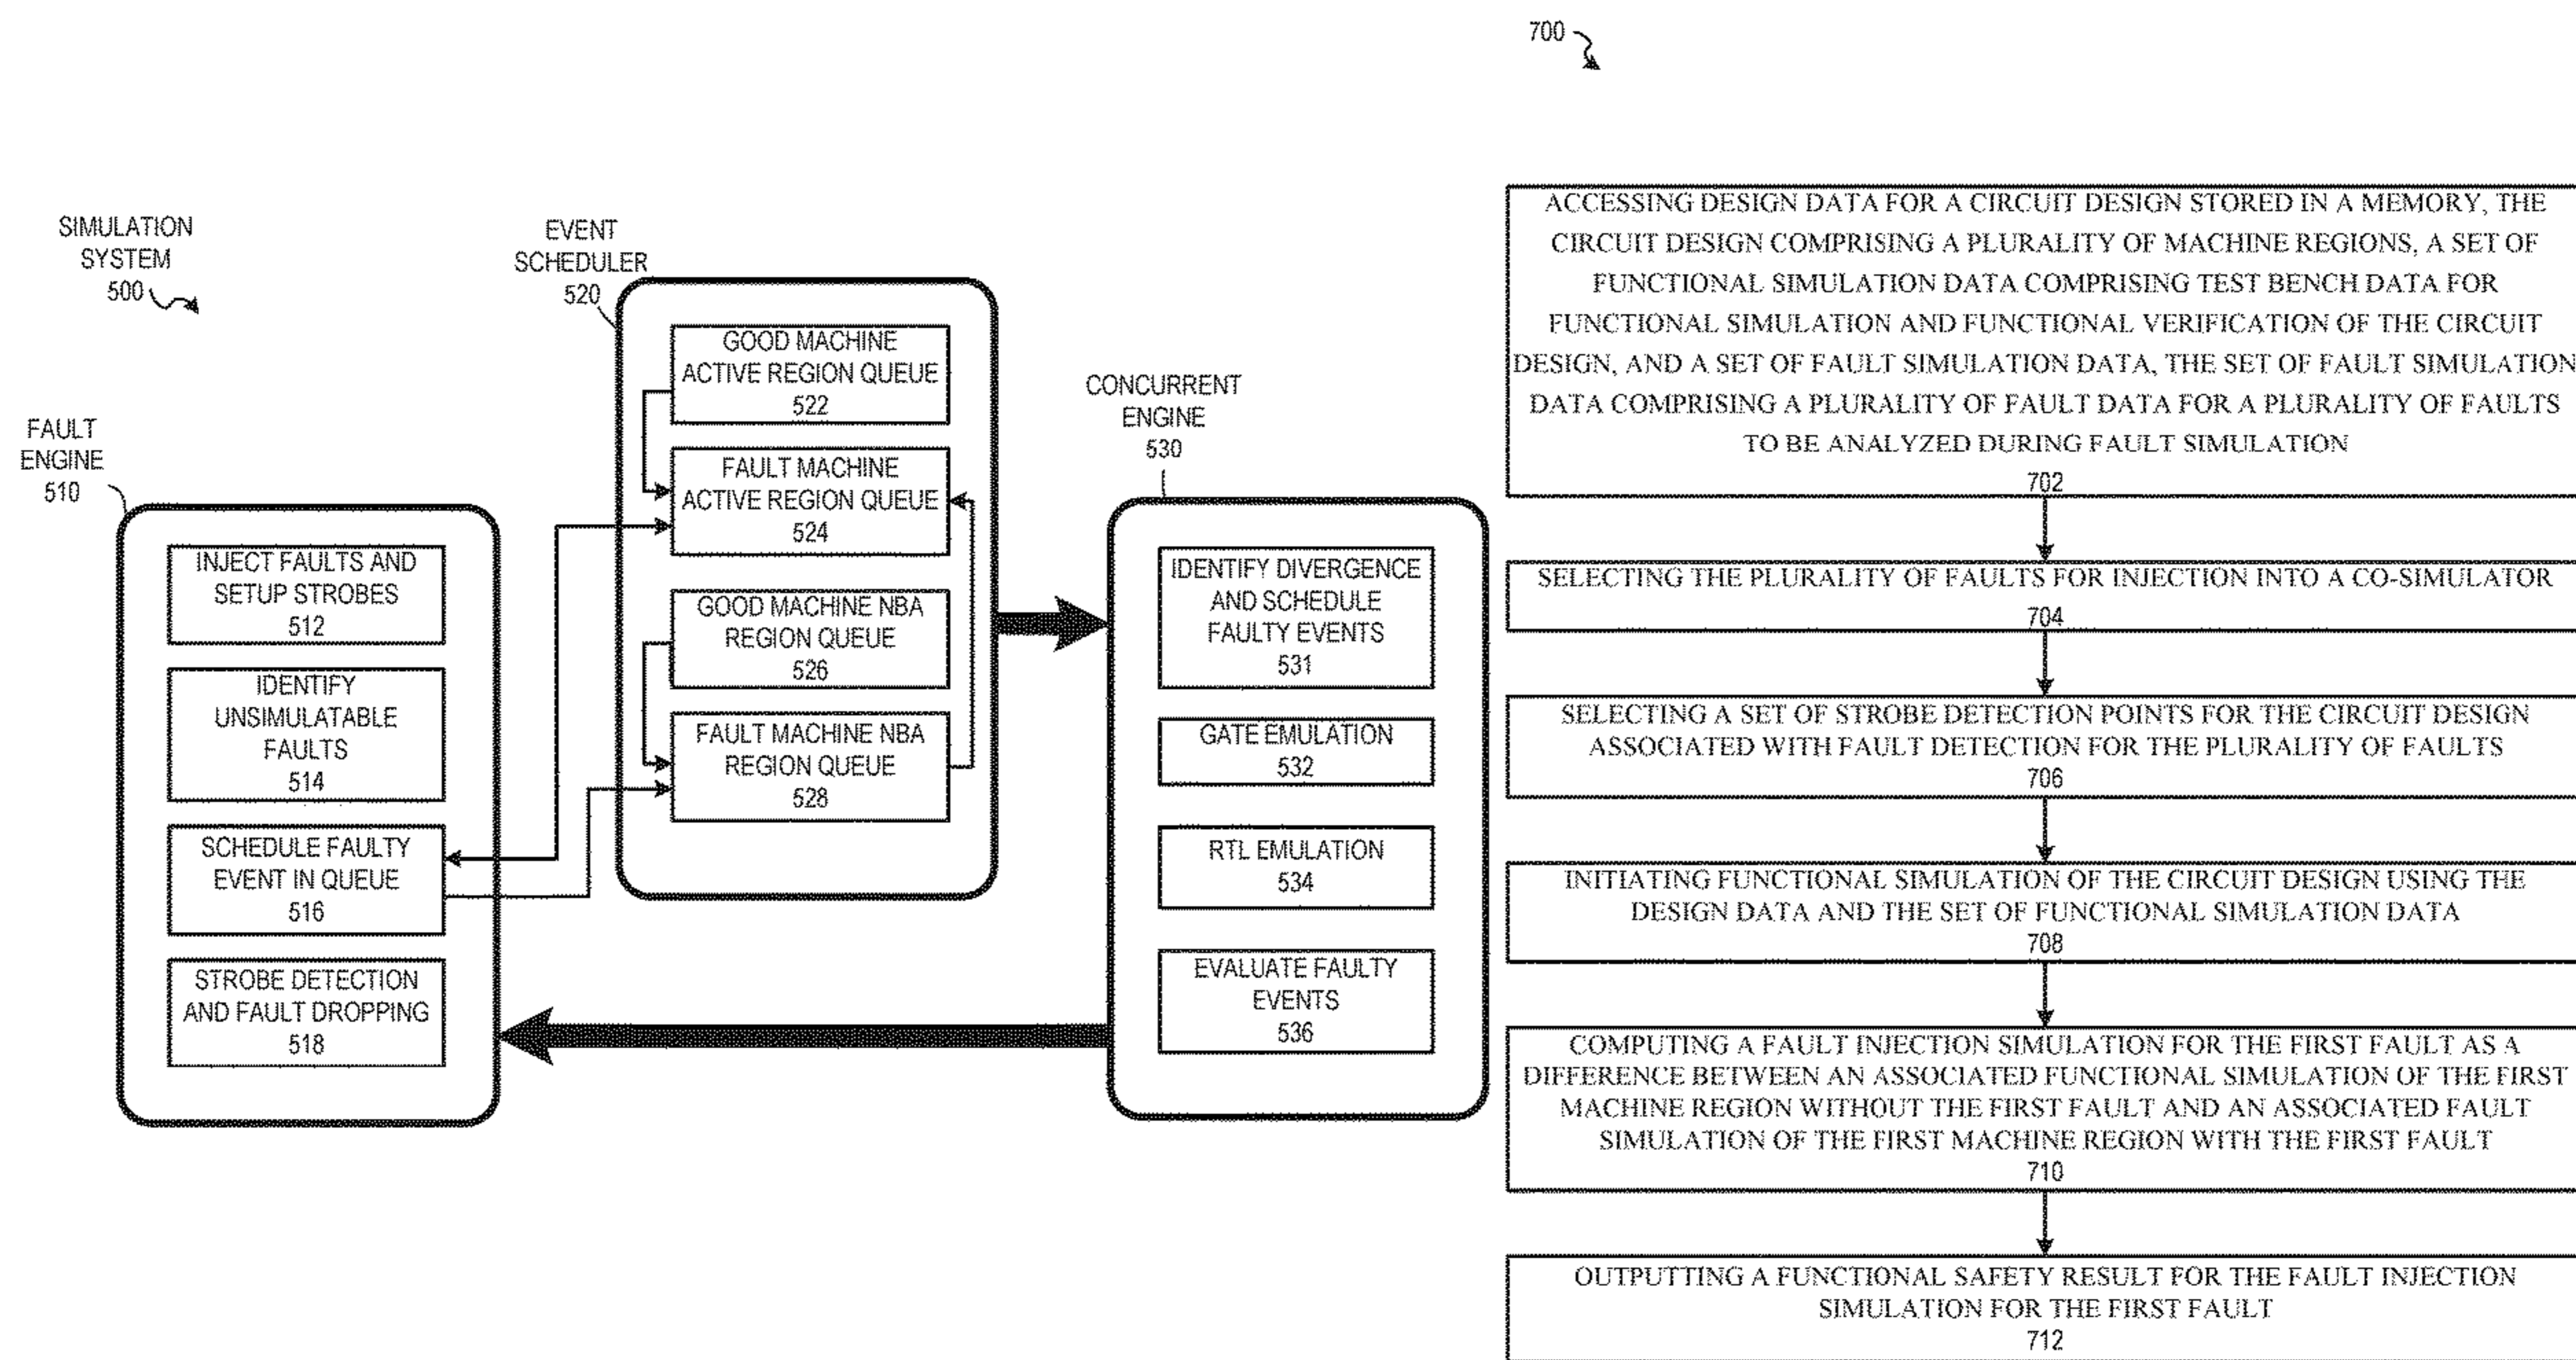 SIMULATION
SYSTEM
500
FAULT
ENGINE
510
INJECT FAULTS AND
SETUP STROBES
512
IDENTIFY
UNSIMULATABLE
FAULTS
514
SCHEDULE FAULTY
EVENT IN QUEUE
516
STROBE DETECTION
AND FAULT DROPPING
518
EVENT
SCHEDULER
520
GOOD MACHINE
ACTIVE REGION QUEUE
522
FAULT MACHINE
ACTIVE REGION QUEUE
524
GOOD MACHINE NBA
REGION QUEUE
526
FAULT MACHINE NBA
REGION QUEUE
528
CONCURRENT
ENGINE
530
IDENTIFY DIVERGENCE
AND SCHEDULE
FAULTY EVENTS
531
GATE EMULATION
532
RTL EMULATION
534
EVALUATE FAULTY
EVENTS
536
700
ACCESSING DESIGN DATA FOR A CIRCUIT DESIGN STORED IN A MEMORY, THE
CIRCUIT DESIGN COMPRISING A PLURALITY OF MACHINE REGIONS, A SET OF
FUNCTIONAL SIMULATION DATA COMPRISING TEST BENCH DATA FOR
FUNCTIONAL SIMULATION AND FUNCTIONAL VERIFICATION OF THE CIRCUIT
DESIGN, AND A SET OF FAULT SIMULATION DATA, THE SET OF FAULT SIMULATION
DATA COMPRISING A PLURALITY OF FAULT DATA FOR A PLURALITY OF FAULTS
TO BE ANALYZED DURING FAULT SIMULATION
702
SELECTING THE PLURALITY OF FAULTS FOR INJECTION INTO A CO-SIMULATOR
704
SELECTING A SET OF STROBE DETECTION POINTS FOR THE CIRCUIT DESIGN
ASSOCIATED WITH FAULT DETECTION FOR THE PLURALITY OF FAULTS
706
INITIATING FUNCTIONAL SIMULATION OF THE CIRCUIT DESIGN USING THE
DESIGN DATA AND THE SET OF FUNCTIONAL SIMULATION DATA
708
COMPUTING A FAULT INJECTION SIMULATION FOR THE FIRST FAULT AS A
DIFFERENCE BETWEEN AN ASSOCIATED FUNCTIONAL SIMULATION OF THE FIRST
MACHINE REGION WITHOUT THE FIRST FAULT AND AN ASSOCIATED FAULT
SIMULATION OF THE FIRST MACHINE REGION WITH THE FIRST FAULT
710
OUTPUTTING A FUNCTIONAL SAFETY RESULT FOR THE FAULT INJECTION
SIMULATION FOR THE FIRST FAULT
712